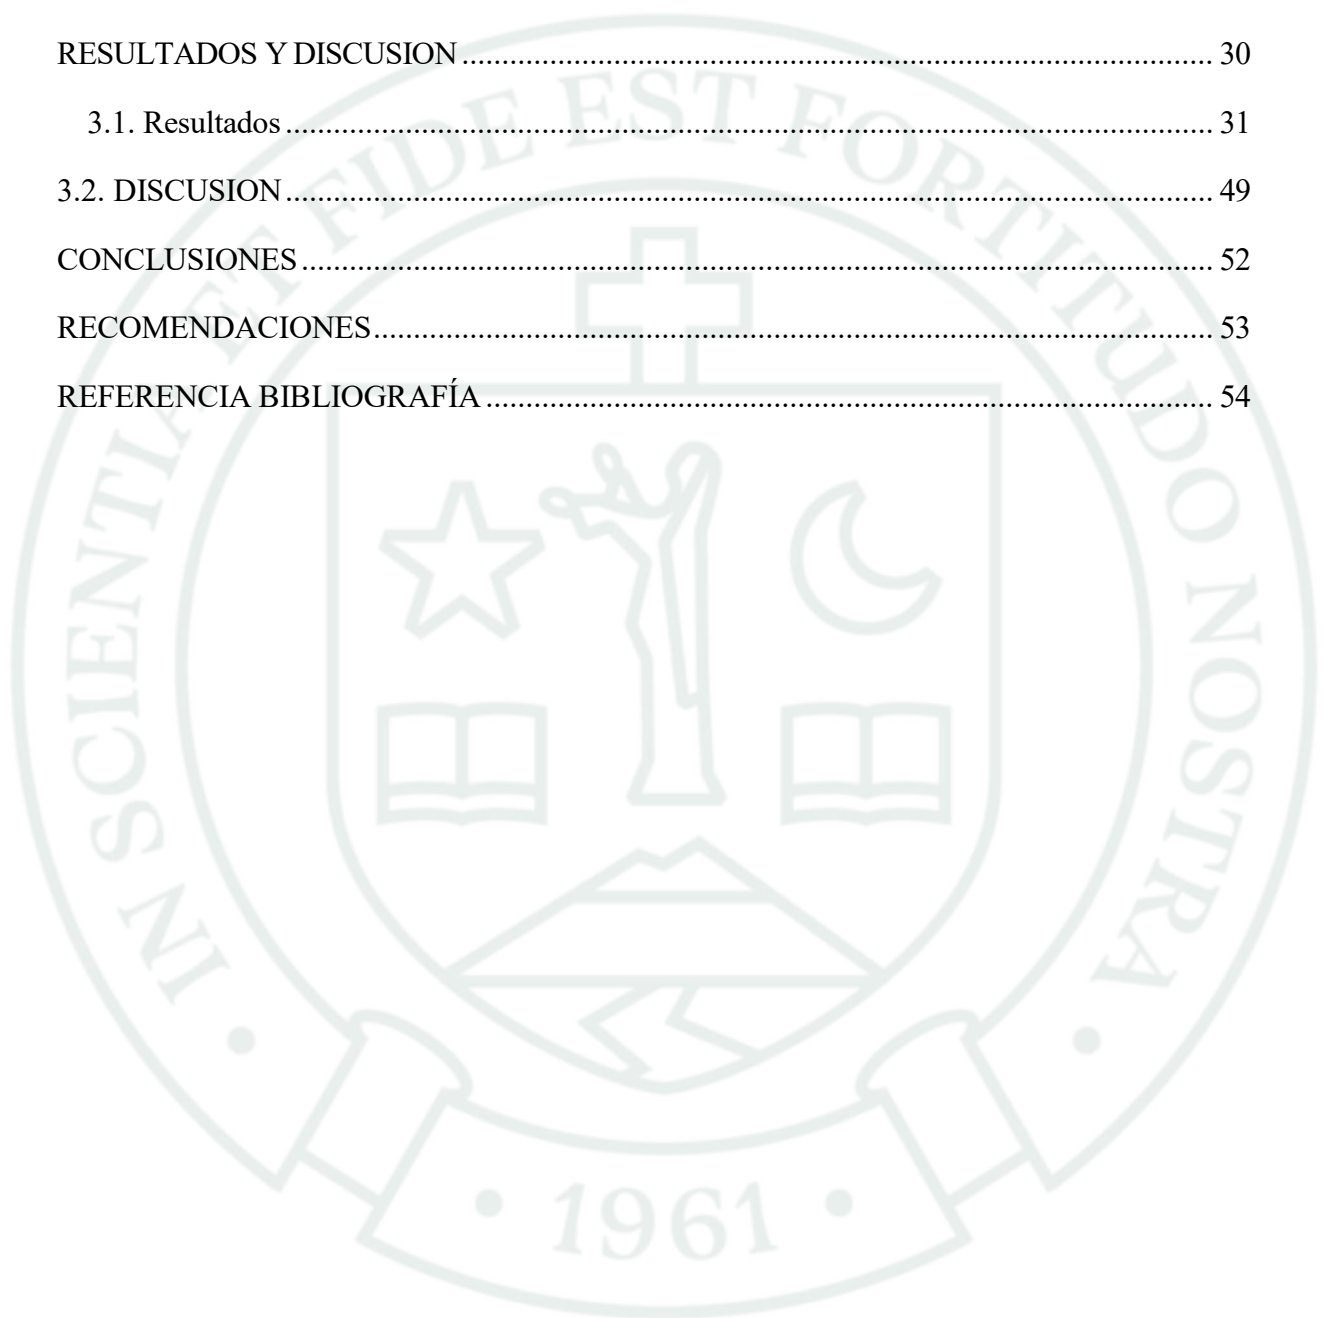 RESULTADOS Y DISCUSION ........ 30
3.1. Resultados ........ 31
3.2. DISCUSION ........ 49
CONCLUSIONES ........ 52
RECOMENDACIONES ........ 53
REFERENCIA BIBLIOGRAFÍA ........ 54
IN SCIENTIA ET FIDE EST FORTITUDO NOSTRA
• 1961 •